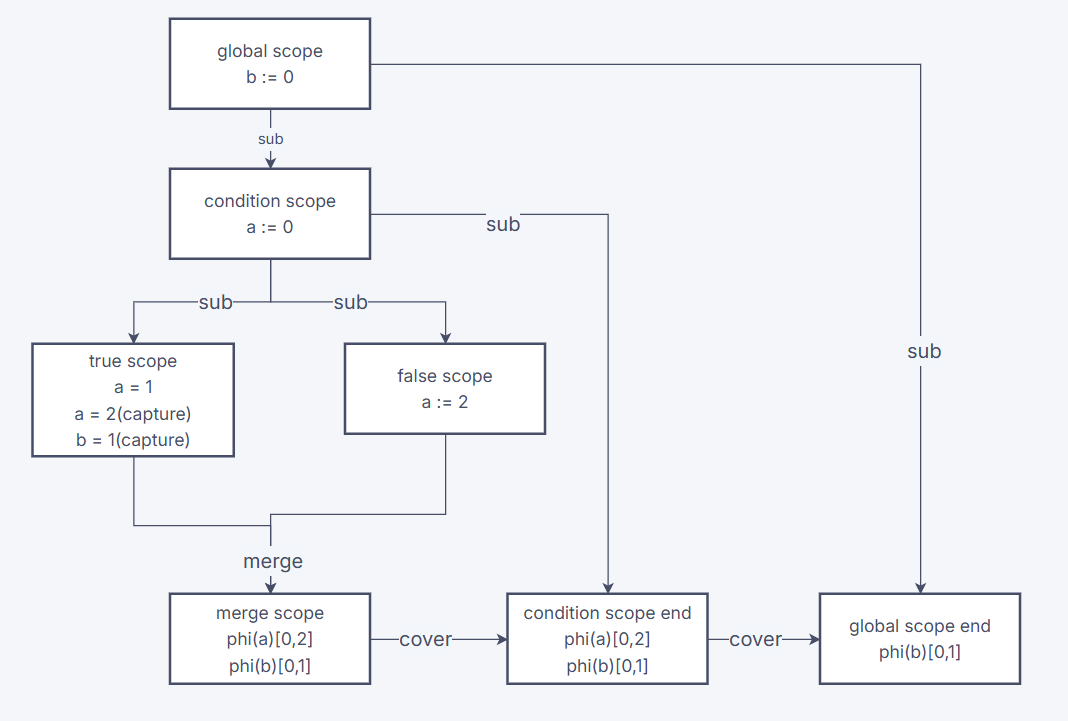 global scope
b := 0
sub
condition scope
a := 0
sub
sub
sub
sub
true scope
a = 1
a = 2(capture)
b = 1(capture)
false scope
a := 2
merge
merge scope
phi(a)[0,2]
phi(b)[0,1]
cover
condition scope end
phi(a)[0,2]
phi(b)[0,1]
cover
global scope end
phi(b)[0,1]